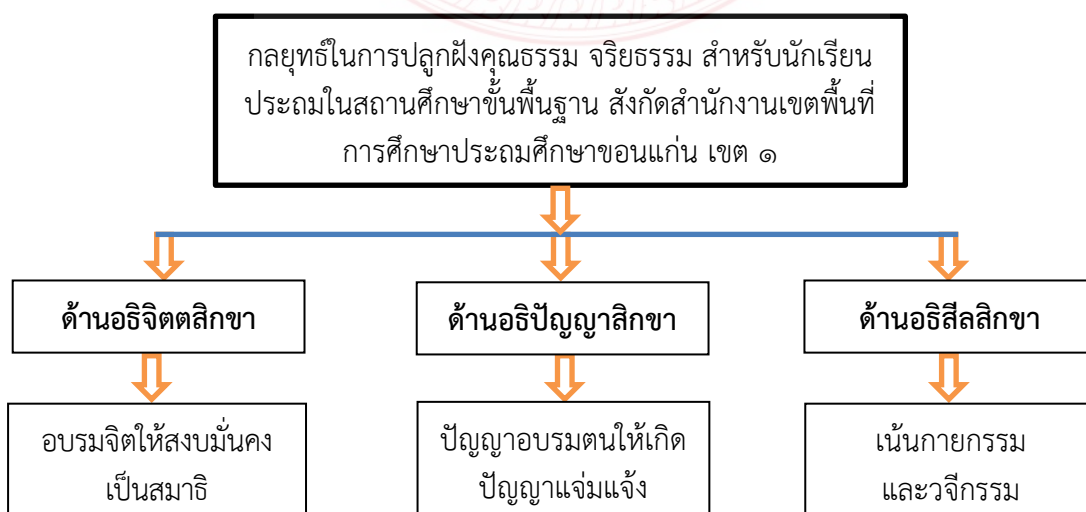 กลยุทธ์ในการปลูกฝังคุณธรรม จริยธรรม สำหรับนักเรียน
ประถมในสถานศึกษาขั้นพื้นฐาน สังกัดสำนักงานเขตพื้นที่
การศึกษาประถมศึกษาขอนแก่น เขต ๑
ด้านอธิจิตตสิกขา
ด้านอธิปัญญาสิกขา
ด้านอธิสีลสิกขา
อบรมจิตให้สงบมั่นคง
เป็นสมาธิ
ปัญญาอบรมตนให้เกิด
ปัญญาแจ่มแจ้ง
เน้นกายกรรม
และวจีกรรม